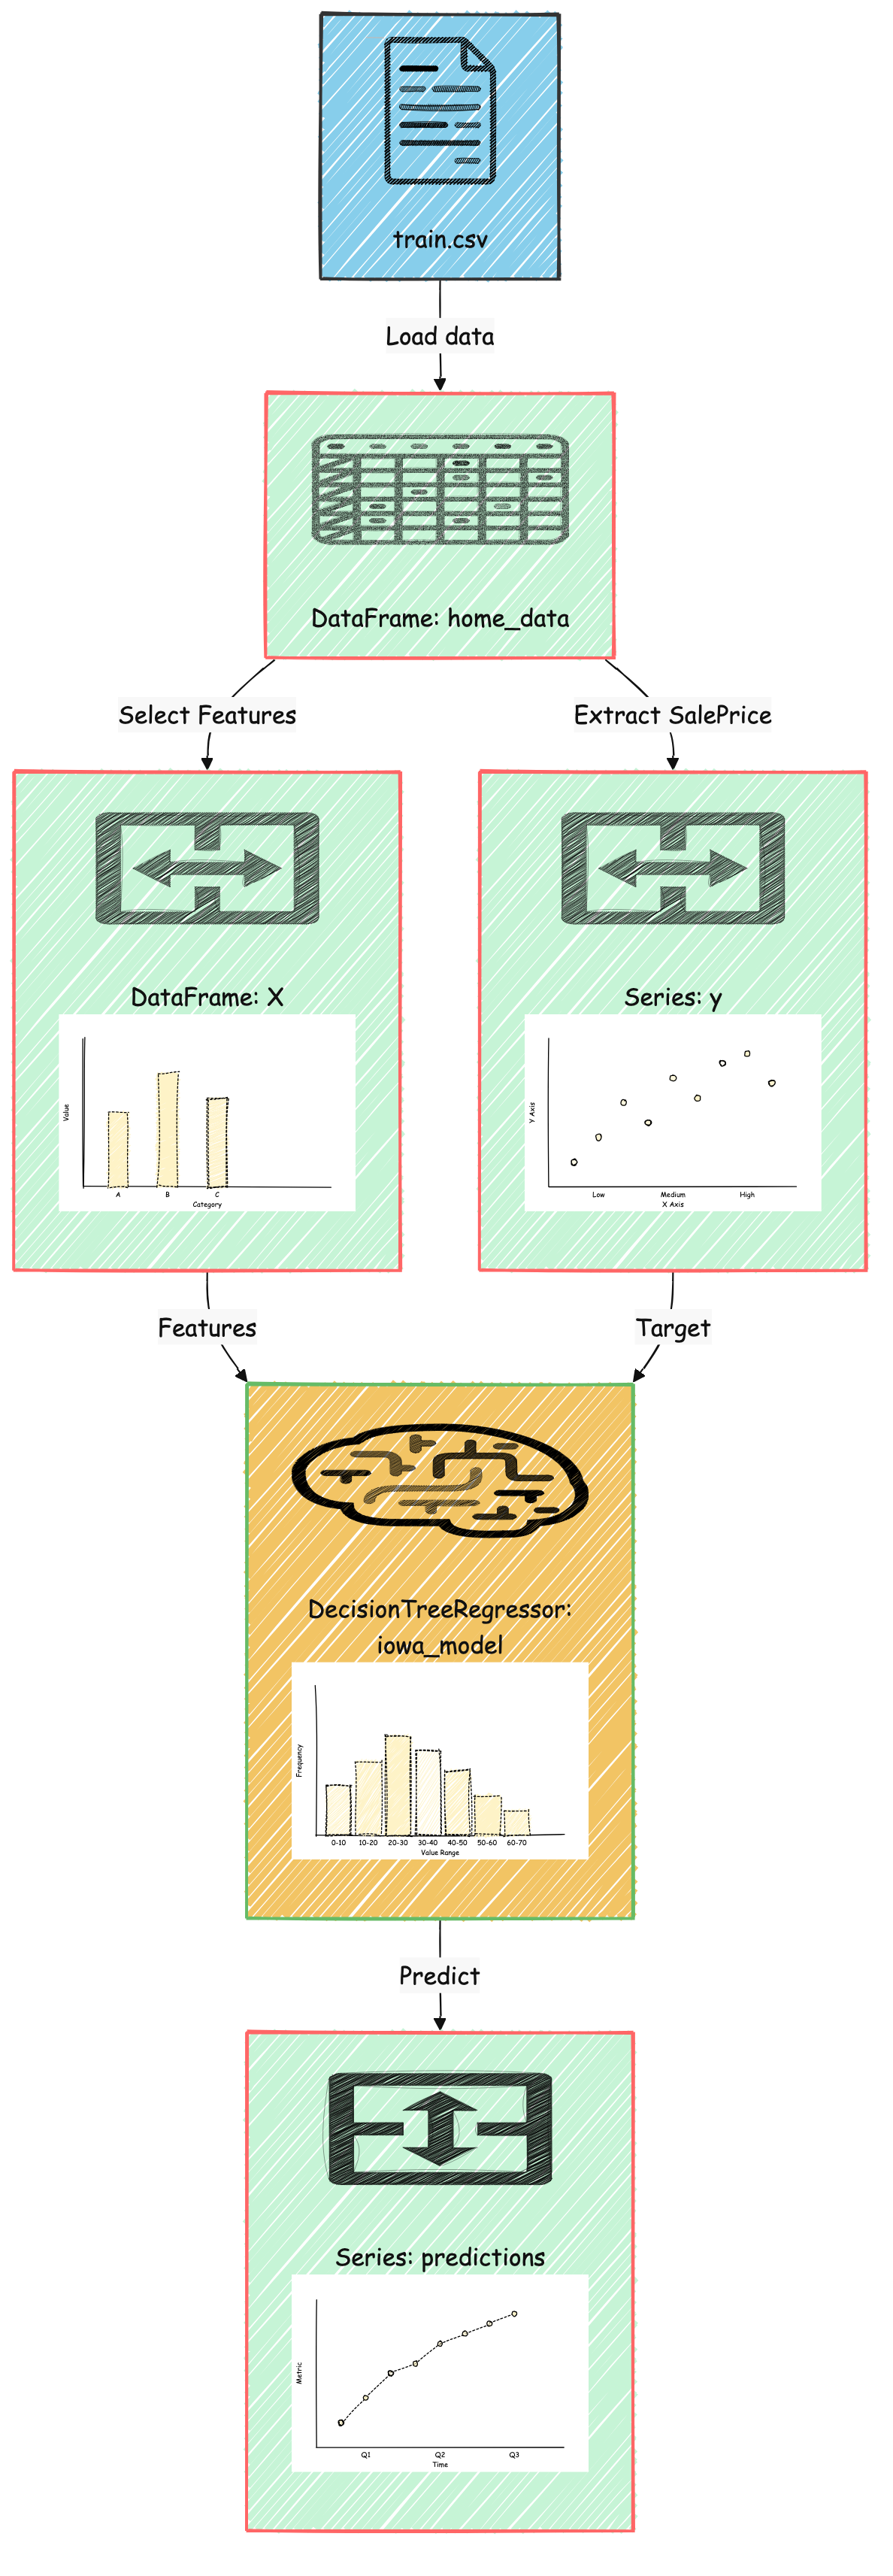 train.csv
Load data
DataFrame: home_data
Select Features
Extract SalePrice
DataFrame: X
Value
A
B
C
Category
Series: y
Y Axis
Low
Medium
High
X Axis
Features
Target
DecisionTreeRegressor:
iowa_model
Frequency
0-10
10-20
20-30
30-40
40-50
50-60
60-70
Value Range
Predict
Series: predictions
Metric
Q1
Q2
Q3
Time